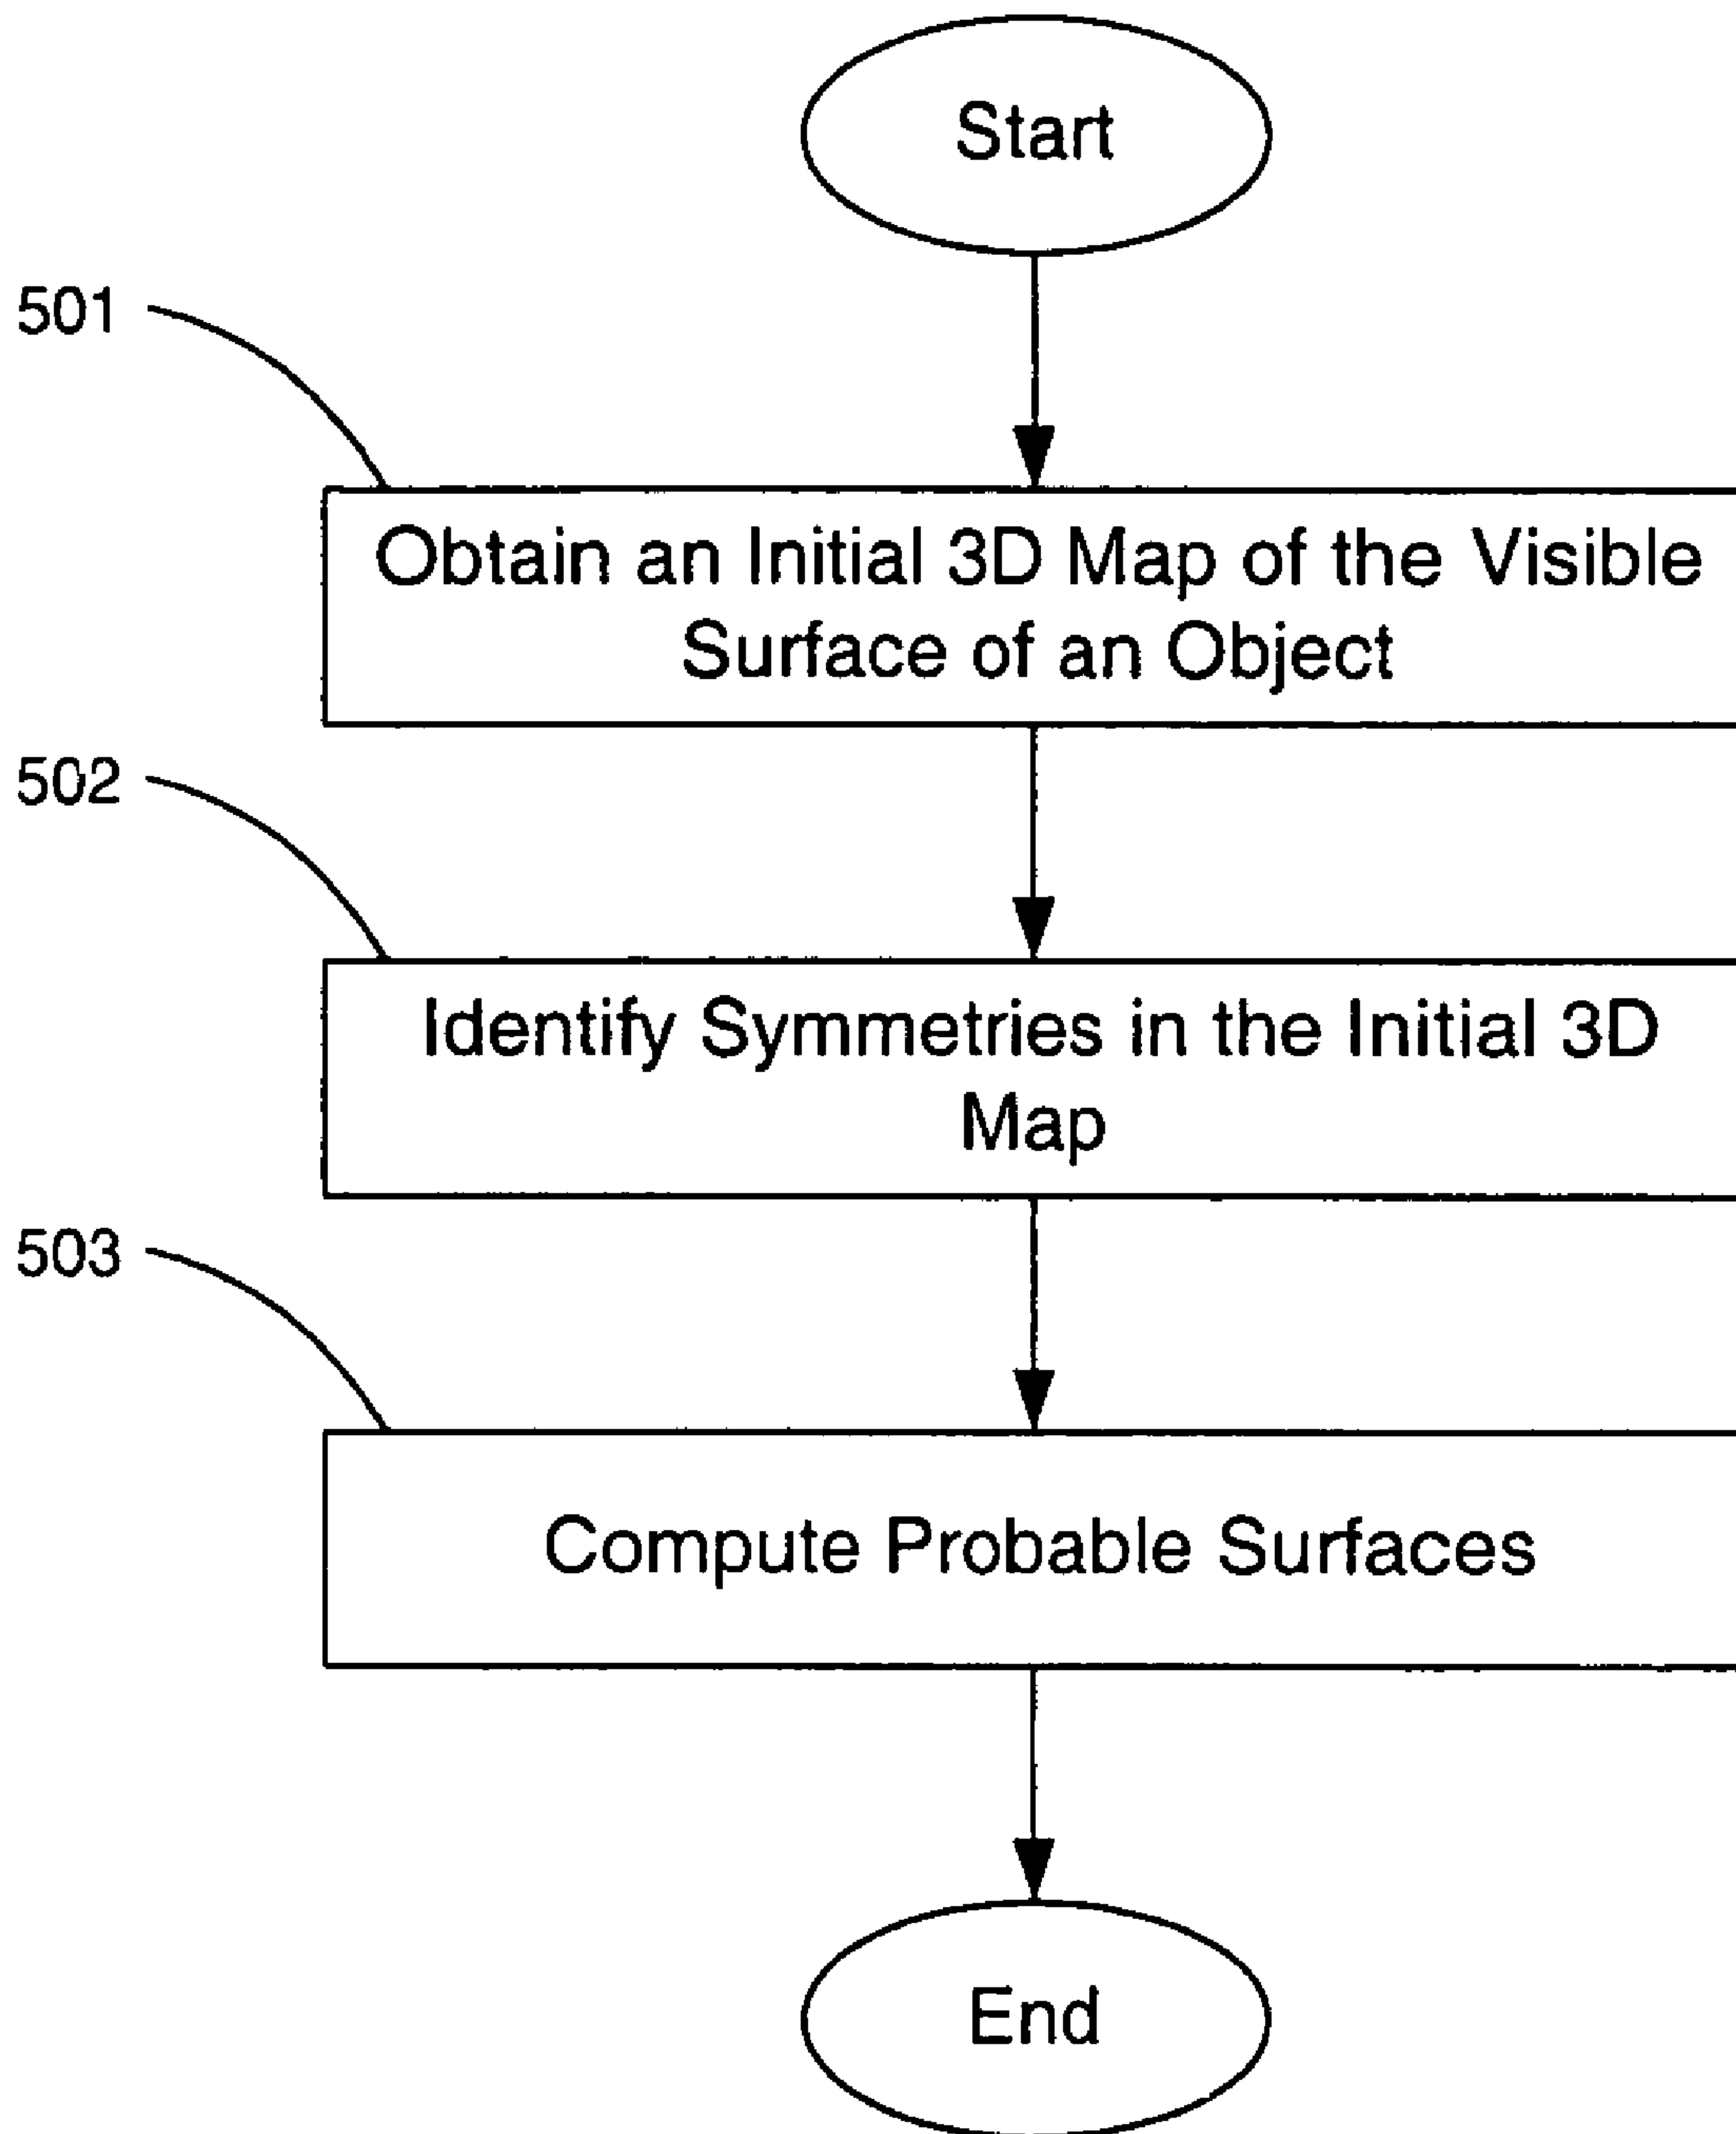 Start
501
Obtain an Initial 3D Map of the Visible
Surface of an Object
502
Identify Symmetries in the Initial 3D
Map
503
Compute Probable Surfaces
End